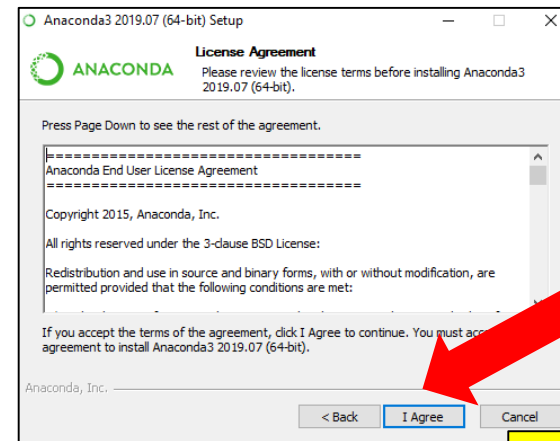 Anaconda3 2019.07 (64-bit) Setup
License Agreement
ANACONDA
Please review the license terms before installing Anaconda3
2019.07 (64-bit).
Press Page Down to see the rest of the agreement.
===================================
Anaconda End User License Agreement
===================================
Copyright 2015, Anaconda, Inc.
All rights reserved under the 3-clause BSD License:
Redistribution and use in source and binary forms, with or without modification, are
permitted provided that the following conditions are met:
If you accept the terms of the agreement, click I Agree to continue. You must
agreement to install Anaconda3 2019.07 (64-bit).
Anaconda, Inc.
< Back
I Agree
Cancel